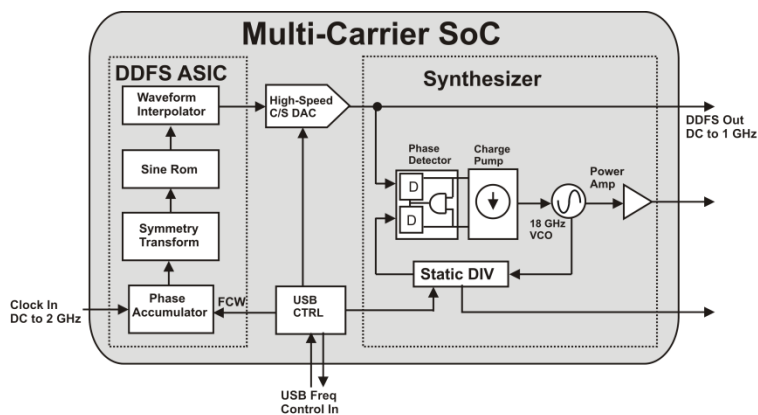 Multi-Carrier SoC
DDFS ASIC
Synthesizer
Waveform
Interpolator
High-Speed
C/S DAC
DDFS Out
DC to 1 GHz
Phase
Detector
Charge
Pump
Sine Rom
D
D
Power
Amp
18 GHz
VCO
Symmetry
Transform
Static DIV
Clock In
DC to 2 GHz
Phase
Accumulator
FCW
USB
CTRL
USB Freq
Control In